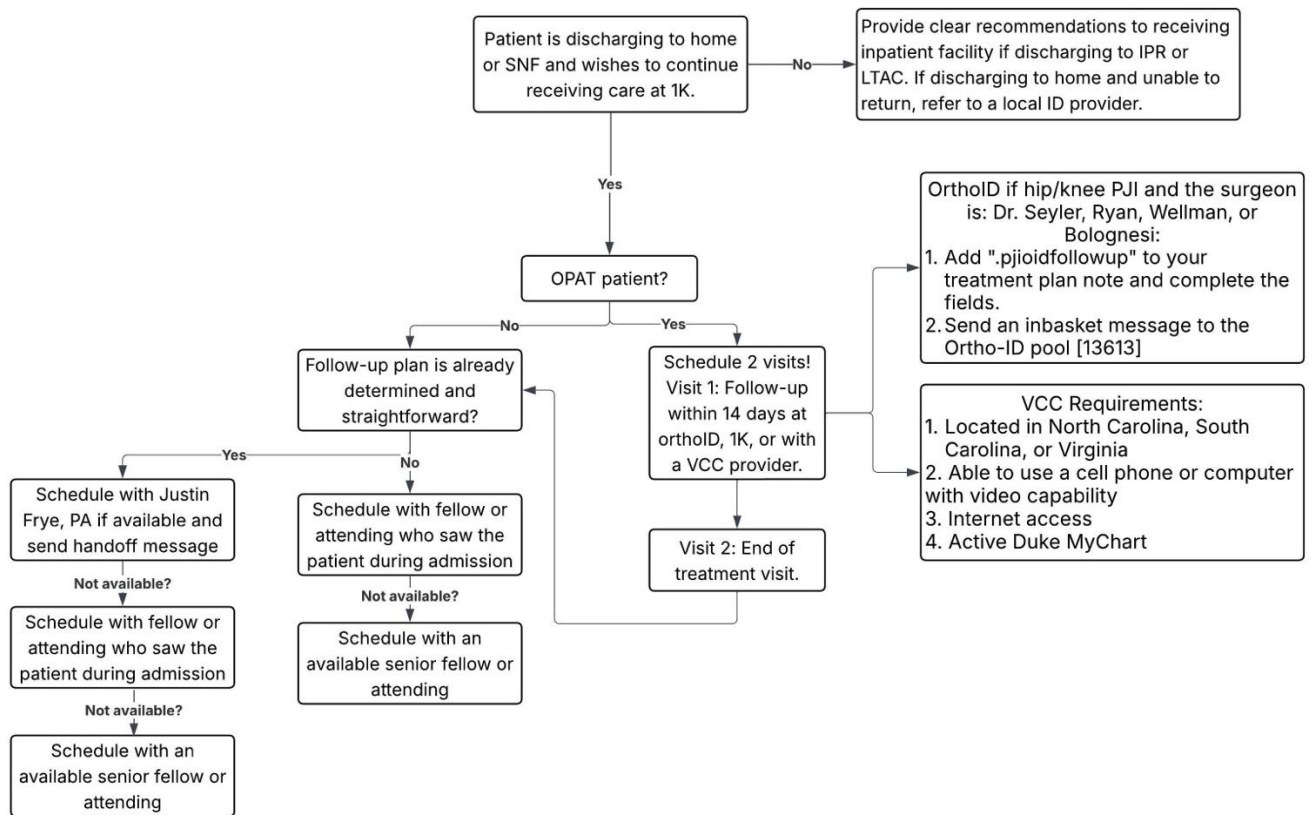 Patient is discharging to home
or SNF and wishes to continue
receiving care at 1K.
No
Provide clear recommendations to receiving
inpatient facility if discharging to IPR or
LTAC. If discharging to home and unable to
return, refer to a local ID provider.
Yes
OPAT patient?
No
Yes
OrthoID if hip/knee PJI and the surgeon
is: Dr. Seyler, Ryan, Wellman, or
Bolognesi:
1. Add ".pjioidfollowup" to your
treatment plan note and complete the
fields.
2. Send an inbasket message to the
Ortho-ID pool [13613]
Follow-up plan is already
determined and
straightforward?
Schedule 2 visits!
Visit 1: Follow-up
within 14 days at
orthoID, 1K, or with
a VCC provider.
VCC Requirements:
1. Located in North Carolina, South
Carolina, or Virginia
2. Able to use a cell phone or computer
with video capability
3. Internet access
4. Active Duke MyChart
Yes
No
Schedule with Justin
Frye, PA if available and
send handoff message
Schedule with fellow or
attending who saw the
patient during admission
Visit 2: End of
treatment visit.
Not available?
Not available?
Schedule with fellow or
attending who saw the
patient during admission
Schedule with an
available senior fellow or
attending
Not available?
Schedule with an
available senior fellow or
attending